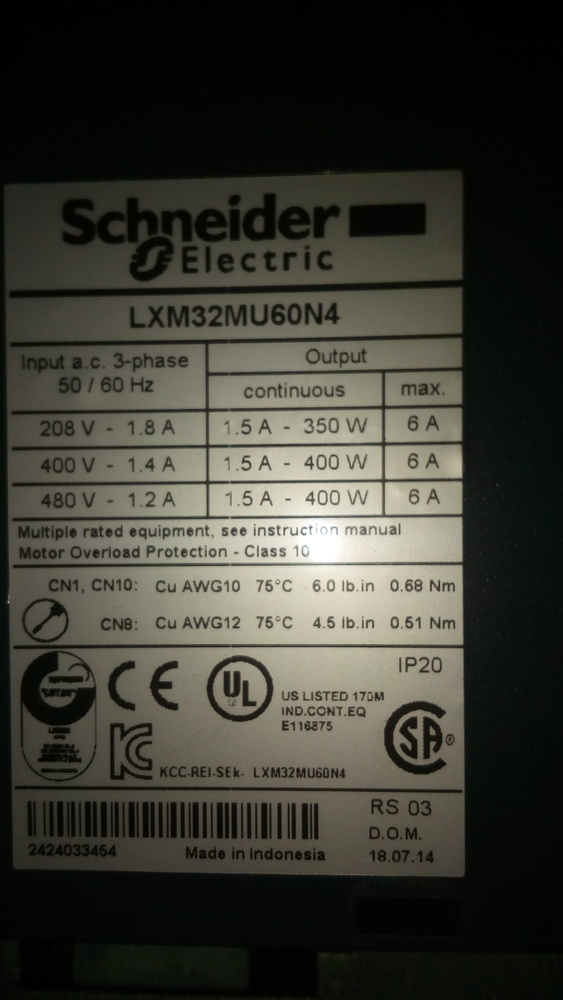 Schneider
Electric
LXM32MU60N4
Input a.c. 3-phase
50 / 60 Hz
Output
continuous
max.
208 V - 1.8 A 1.5 A - 350 W 6 A
400 V - 1.4 A 1.5 A - 400 W 6 A
480 V - 1.2 A 1.5 A - 400 W 6 A
Multiple rated equipment, see instruction manual
Motor Overload Protection - Class 10
CN1, CN10: Cu AWG10 75°C 6.0 lb.in 0.68 Nm
CN8: Cu AWG12 75°C 4.5 lb.in 0.51 Nm
IP20
CE
UL
US LISTED 170M
IND.CONT.EQ
E116875
SA®
KCC-REI-SEk- LXM32MU60N4
RS 03
D.O.M.
2424033454 Made in Indonesia 18.07.14